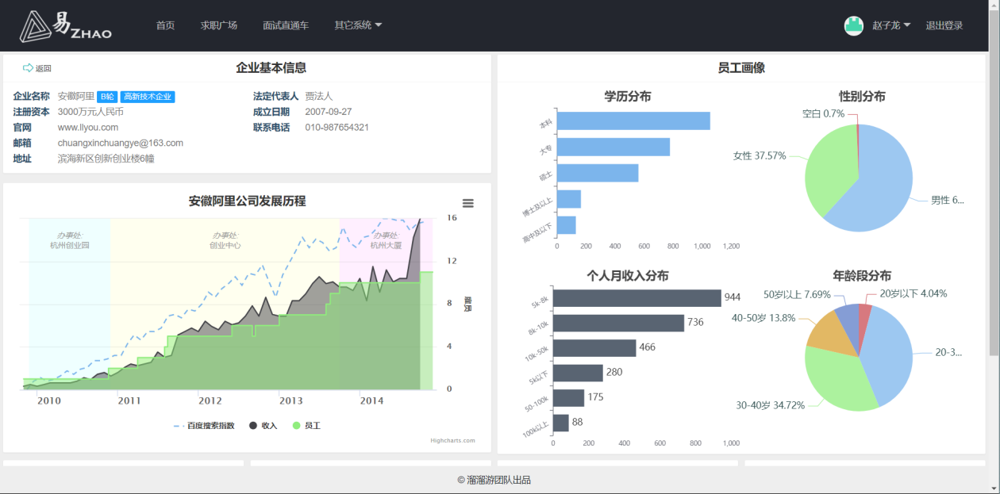 易ZHAO 首页 求职广场 面试直通车 其它系统 赵子龙 退出登录
返回 企业基本信息
企业名称 安徽阿里 B轮 高新技术企业 法定代表人 贾法人
注册资本 3000万元人民币 成立日期 2007-09-27
官网 www.llyou.com 联系电话 010-987654321
邮箱 chuangxinchuangye@163.com
地址 滨海新区创新创业楼6幢
安徽阿里公司发展历程
办事处: 办事处: 办事处:
杭州创业园 创业中心 杭州大厦
16
12
8
4
0
雇员
2010 2011 2012 2013 2014
百度搜索指数 收入 员工
Highcharts.com
员工画像
学历分布
本科
大专
硕士
博士及以上
高中及以下
0 200 400 600 800 1,000 1,200
性别分布
空白 0.7%
女性 37.57%
男性 6...
个人月收入分布
5k-8k 944
8k-10k 736
10k-50k 466
5k以下 280
50-100k 175
100k以上 88
0 200 400 600 800 1,000
年龄段分布
50岁以上 7.69% 20岁以下 4.04%
40-50岁 13.8%
20-3...
30-40岁 34.72%
© 溜溜游团队出品